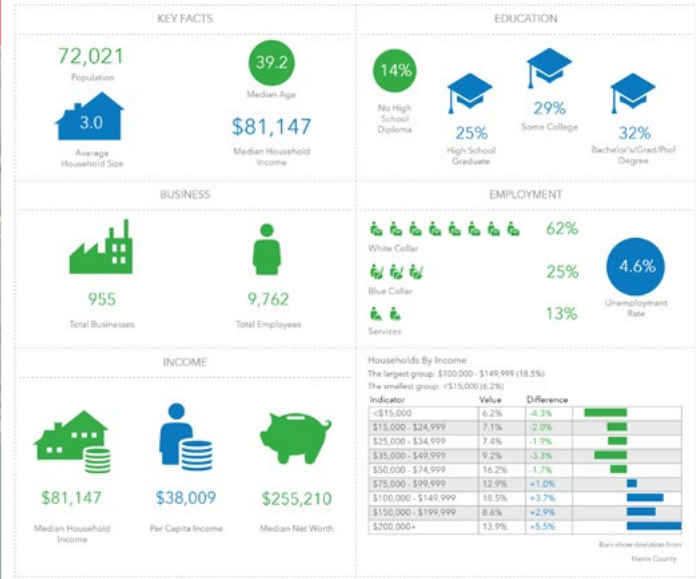 KEY FACTS
72,021
Population
39.2
Median Age
3.0
Average
Household Size
$81,147
Median Household
Income
EDUCATION
14%
No High
School
Diploma
25%
High School
Graduate
29%
Some College
32%
Bachelor's/Grad/Prof
Degree
BUSINESS
955
Total Businesses
9,762
Total Employees
EMPLOYMENT
62%
White Collar
25%
Blue Collar
13%
Services
4.6%
Unemployment
Rate
INCOME
$81,147
Median Household
Income
$38,009
Per Capita Income
$255,210
Median Net Worth
Households By Income
The largest group: $100,000 - $149,999 (18.5%)
The smallest group: <$15,000 (6.2%)
Indicator Value Difference
<$15,000 6.2% -4.3%
$15,000 - $24,999 7.1% -2.0%
$25,000 - $34,999 7.4% -1.9%
$35,000 - $49,999 9.2% -3.3%
$50,000 - $74,999 16.2% -1.7%
$75,000 - $99,999 12.9% +1.0%
$100,000 - $149,999 18.5% +3.7%
$150,000 - $199,999 8.6% +2.9%
$200,000+ 13.9% +5.5%
Bars show deviation from
Harris County